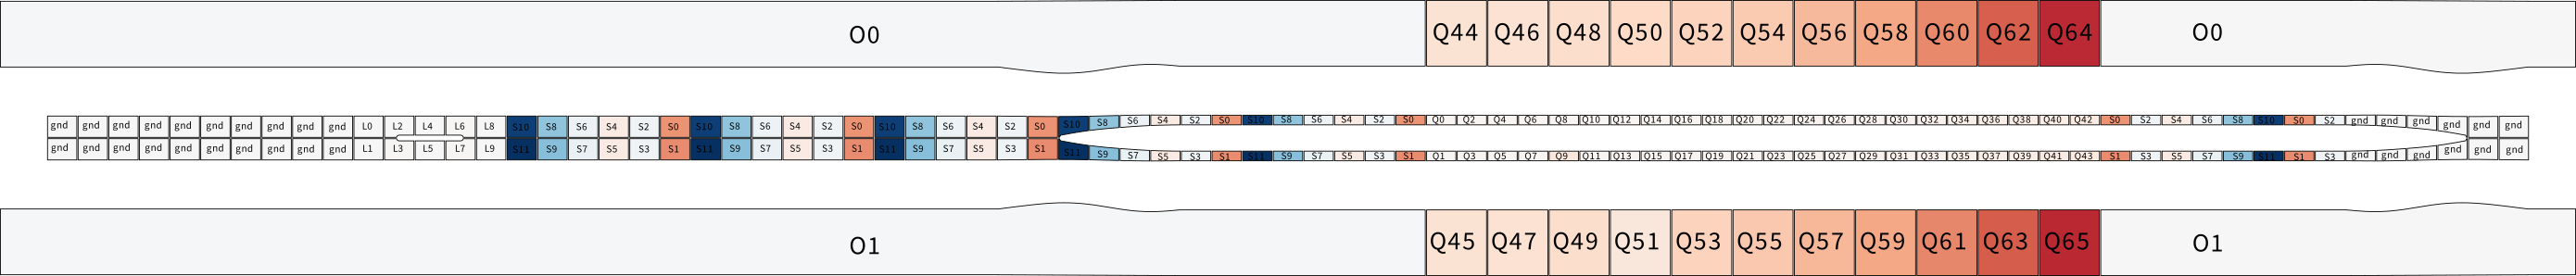 O0 Q44 Q46 Q48 Q50 Q52 Q54 Q56 Q58 Q60 Q62 Q64 O0
gnd gnd gnd gnd gnd gnd gnd gnd gnd gnd L0 L2 L4 L6 L8 S10 S8 S6 S4 S2 S0 S10 S8 S6 S4 S2 S0 S10 S8 S6 S4 S2 S0 S10 S8 S6 S4 S2 S0 S10 S8 S6 S4 S2 S0 Q0 Q2 Q4 Q6 Q8 Q10 Q12 Q14 Q16 Q18 Q20 Q22 Q24 Q26 Q28 Q30 Q32 Q34 Q36 Q38 Q40 Q42 S0 S2 S4 S6 S8 S10 S0 S2 gnd gnd gnd gnd gnd gnd
gnd gnd gnd gnd gnd gnd gnd gnd gnd gnd L1 L3 L5 L7 L9 S11 S9 S7 S5 S3 S1 S11 S9 S7 S5 S3 S1 S11 S9 S7 S5 S3 S1 S11 S9 S7 S5 S3 S1 S11 S9 S7 S5 S3 S1 Q1 Q3 Q5 Q7 Q9 Q11 Q13 Q15 Q17 Q19 Q21 Q23 Q25 Q27 Q29 Q31 Q33 Q35 Q37 Q39 Q41 Q43 S1 S3 S5 S7 S9 S11 S1 S3 gnd gnd gnd gnd gnd gnd
O1 Q45 Q47 Q49 Q51 Q53 Q55 Q57 Q59 Q61 Q63 Q65 O1